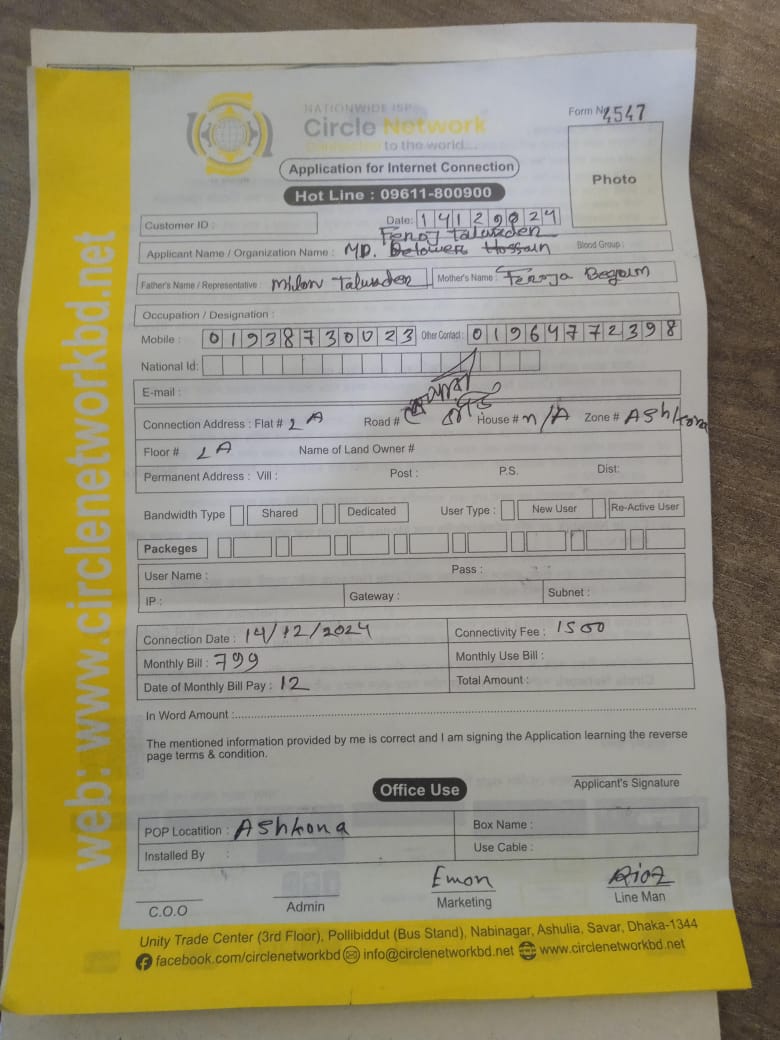 NATIONWIDE ISP
Circle Network
Connected to the world...
Form No 4547
Application for Internet Connection
Photo
Hot Line : 09611-800900
Customer ID :
Date: 14122024
Feroj Talukder
Applicant Name / Organization Name : MD. Delower Hossain Blood Group :
Father's Name / Representative : Milon Talukder Mother's Name : Feroja Begum
Occupation / Designation :
Mobile : 01938730023 Other Contact : 01964772398
National Id:
E-mail :
Connection Address : Flat # 2A Road # House # n/A Zone # Ashkona
Floor # 2A Name of Land Owner #
Permanent Address : Vill : Post : P.S. Dist:
Bandwidth Type Shared Dedicated User Type : New User Re-Active User
Packeges
User Name : Pass :
IP : Gateway : Subnet :
Connection Date : 14/12/2024 Connectivity Fee : 1500
Monthly Bill : 799 Monthly Use Bill :
Date of Monthly Bill Pay : 12 Total Amount :
In Word Amount :
The mentioned information provided by me is correct and I am signing the Application learning the reverse
page terms & condition.
Applicant's Signature
Office Use
POP Locatition : Ashkona Box Name :
Installed By : Use Cable :
Emon
C.O.O Admin Marketing Line Man
Unity Trade Center (3rd Floor), Pollibiddut (Bus Stand), Nabinagar, Ashulia, Savar, Dhaka-1344
facebook.com/circlenetworkbd info@circlenetworkbd.net www.circlenetworkbd.net
web: www.circlenetworkbd.net